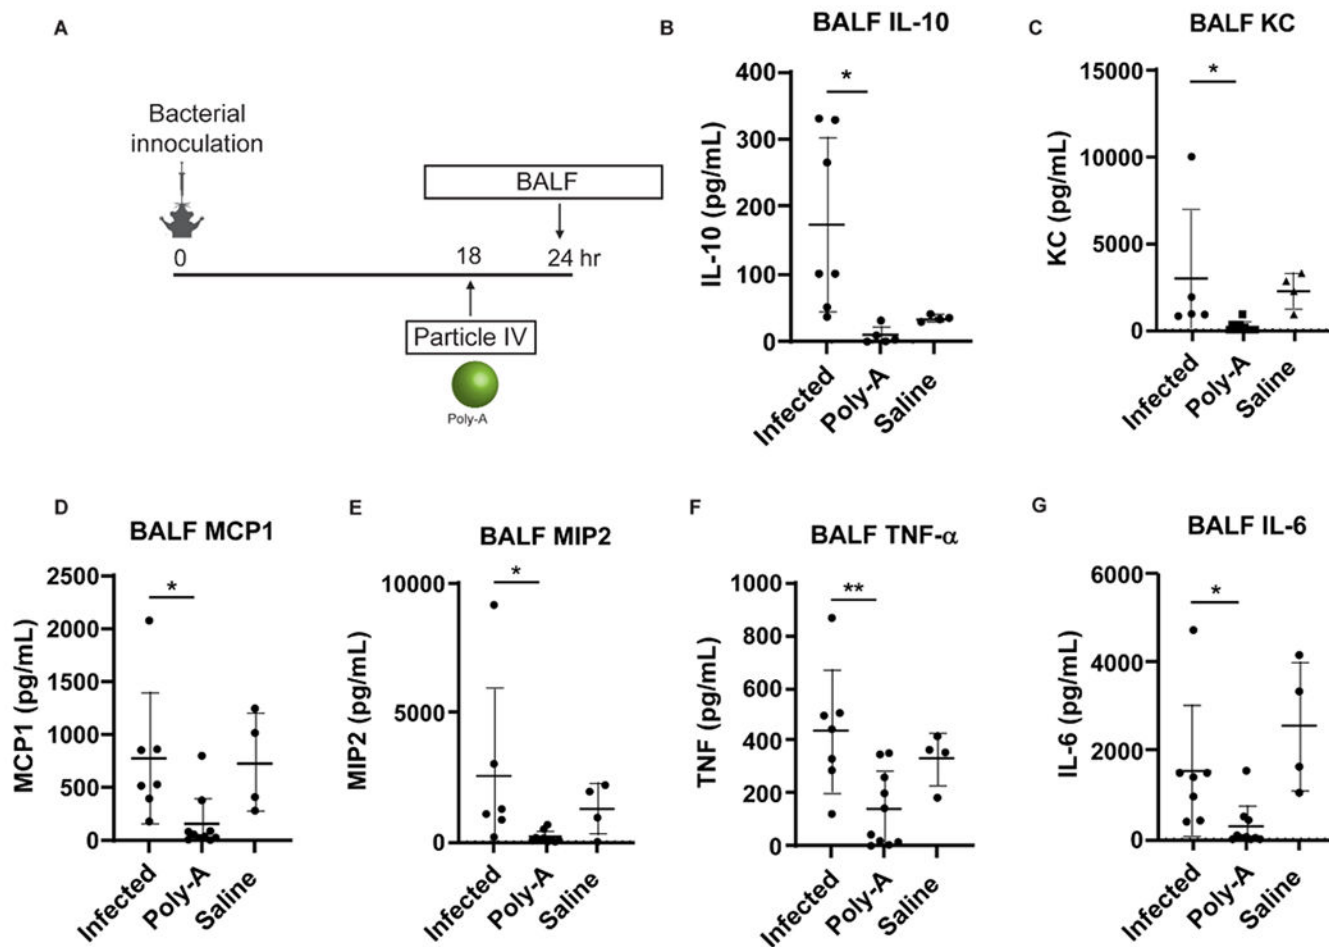 A
Bacterial
innoculation
BALF
0
18
24 hr
Particle IV
Poly-A
B
BALF IL-10
IL-10 (pg/mL)
400
300
200
100
0
*
Infected
Poly-A
Saline
C
BALF KC
KC (pg/mL)
15000
10000
5000
0
*
Infected
Poly-A
Saline
D
BALF MCP1
MCP1 (pg/mL)
2500
2000
1500
1000
500
0
*
Infected
Poly-A
Saline
E
BALF MIP2
MIP2 (pg/mL)
10000
5000
0
*
Infected
Poly-A
Saline
F
BALF TNF-α
TNF (pg/mL)
1000
800
600
400
200
0
**
Infected
Poly-A
Saline
G
BALF IL-6
IL-6 (pg/mL)
6000
4000
2000
0
*
Infected
Poly-A
Saline